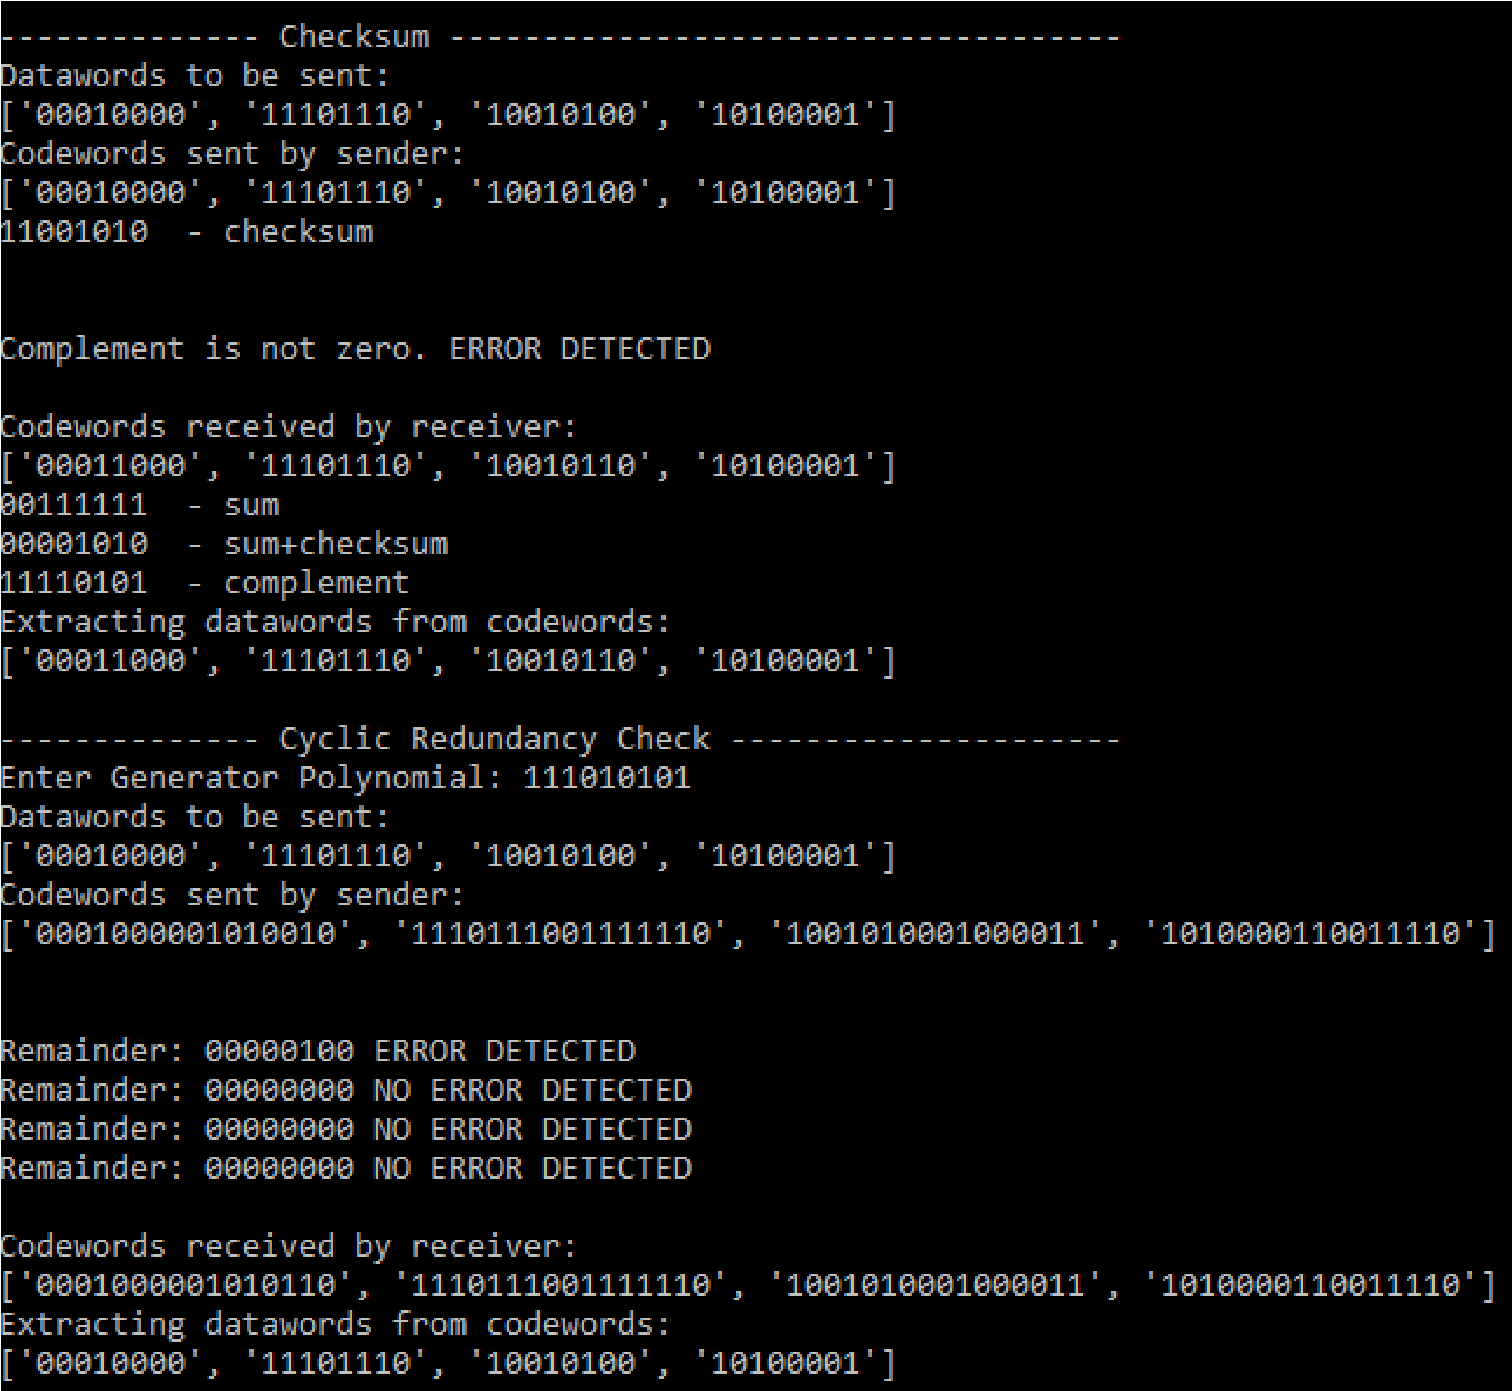 -------------- Checksum ------------------------------------
Datawords to be sent:
['00010000', '11101110', '10010100', '10100001']
Codewords sent by sender:
['00010000', '11101110', '10010100', '10100001']
11001010  - checksum
Complement is not zero. ERROR DETECTED
Codewords received by receiver:
['00011000', '11101110', '10010110', '10100001']
00111111  - sum
00001010  - sum+checksum
11110101  - complement
Extracting datawords from codewords:
['00011000', '11101110', '10010110', '10100001']
-------------- Cyclic Redundancy Check ---------------------
Enter Generator Polynomial: 111010101
Datawords to be sent:
['00010000', '11101110', '10010100', '10100001']
Codewords sent by sender:
['0001000001010010', '1110111001111110', '1001010001000011', '1010000110011110']
Remainder: 00000100 ERROR DETECTED
Remainder: 00000000 NO ERROR DETECTED
Remainder: 00000000 NO ERROR DETECTED
Remainder: 00000000 NO ERROR DETECTED
Codewords received by receiver:
['0001000001010110', '1110111001111110', '1001010001000011', '1010000110011110']
Extracting datawords from codewords:
['00010000', '11101110', '10010100', '10100001']